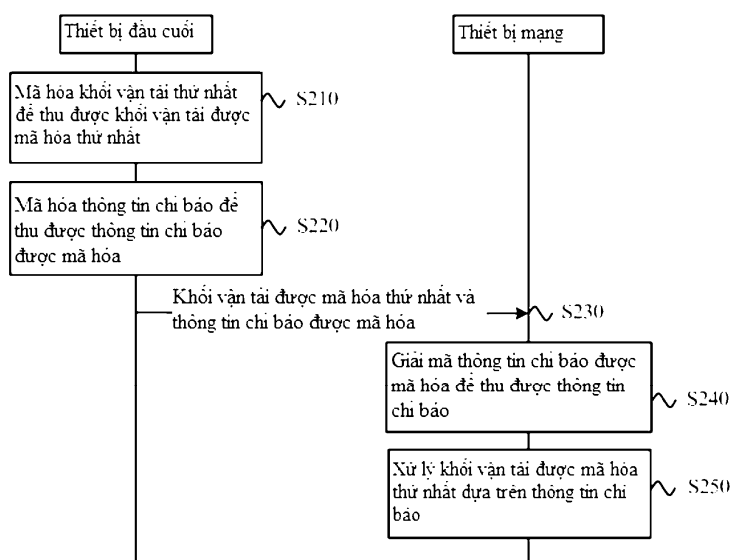 Thiết bị đầu cuối
Thiết bị mạng
Mã hóa khối vận tải thứ nhất
để thu được khối vận tải được
mã hóa thứ nhất
S210
Mã hóa thông tin chỉ báo để
thu được thông tin chỉ báo
được mã hóa
S220
Khối vận tải được mã hóa thứ nhất và
thông tin chỉ báo được mã hóa
S230
Giải mã thông tin chỉ báo được
mã hóa để thu được thông tin
chỉ báo
S240
Xử lý khối vận tải được mã hóa
thứ nhất dựa trên thông tin chỉ
báo
S250